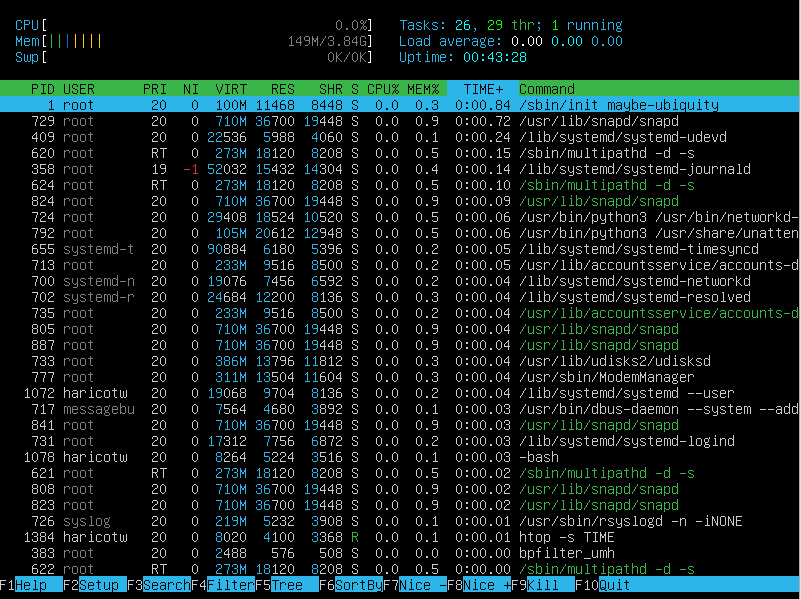 CPU[ 0.0%] Tasks: 26, 29 thr; 1 running
Mem[||||||| 149M/3.84G] Load average: 0.00 0.00 0.00
Swp[ 0K/0K] Uptime: 00:43:28
PID USER PRI NI VIRT RES SHR S CPU% MEM% TIME+ Command
1 root 20 0 100M 11468 8448 S 0.0 0.3 0:00.84 /sbin/init maybe-ubiquity
729 root 20 0 710M 36700 19448 S 0.0 0.9 0:00.72 /usr/lib/snapd/snapd
409 root 20 0 22536 5988 4060 S 0.0 0.1 0:00.24 /lib/systemd/systemd-udevd
620 root RT 0 273M 18120 8208 S 0.0 0.5 0:00.15 /sbin/multipathd -d -s
358 root 19 -1 52032 15432 14304 S 0.0 0.4 0:00.14 /lib/systemd/systemd-journald
624 root RT 0 273M 18120 8208 S 0.0 0.5 0:00.10 /sbin/multipathd -d -s
824 root 20 0 710M 36700 19448 S 0.0 0.9 0:00.09 /usr/lib/snapd/snapd
724 root 20 0 29408 18524 10520 S 0.0 0.5 0:00.06 /usr/bin/python3 /usr/bin/networkd-
792 root 20 0 105M 20612 12948 S 0.0 0.5 0:00.06 /usr/bin/python3 /usr/share/unatten
655 systemd-t 20 0 90884 6180 5396 S 0.0 0.2 0:00.05 /lib/systemd/systemd-timesyncd
713 root 20 0 233M 9516 8500 S 0.0 0.2 0:00.05 /usr/lib/accountsservice/accounts-d
700 systemd-n 20 0 19076 7456 6592 S 0.0 0.2 0:00.04 /lib/systemd/systemd-networkd
702 systemd-r 20 0 24684 12200 8136 S 0.0 0.3 0:00.04 /lib/systemd/systemd-resolved
735 root 20 0 233M 9516 8500 S 0.0 0.2 0:00.04 /usr/lib/accountsservice/accounts-d
805 root 20 0 710M 36700 19448 S 0.0 0.9 0:00.04 /usr/lib/snapd/snapd
887 root 20 0 710M 36700 19448 S 0.0 0.9 0:00.04 /usr/lib/snapd/snapd
733 root 20 0 386M 13796 11812 S 0.0 0.3 0:00.04 /usr/lib/udisks2/udisksd
777 root 20 0 311M 13504 11604 S 0.0 0.3 0:00.04 /usr/sbin/ModemManager
1072 haricotw 20 0 19068 9704 8136 S 0.0 0.2 0:00.04 /lib/systemd/systemd --user
717 messagebu 20 0 7564 4680 3892 S 0.0 0.1 0:00.03 /usr/bin/dbus-daemon --system --add
841 root 20 0 710M 36700 19448 S 0.0 0.9 0:00.03 /usr/lib/snapd/snapd
731 root 20 0 17312 7756 6872 S 0.0 0.2 0:00.03 /lib/systemd/systemd-logind
1078 haricotw 20 0 8264 5224 3516 S 0.0 0.1 0:00.03 -bash
621 root RT 0 273M 18120 8208 S 0.0 0.5 0:00.02 /sbin/multipathd -d -s
808 root 20 0 710M 36700 19448 S 0.0 0.9 0:00.02 /usr/lib/snapd/snapd
823 root 20 0 710M 36700 19448 S 0.0 0.9 0:00.02 /usr/lib/snapd/snapd
726 syslog 20 0 219M 5232 3908 S 0.0 0.1 0:00.01 /usr/sbin/rsyslogd -n -iNONE
1384 haricotw 20 0 8020 4100 3368 R 0.0 0.1 0:00.01 htop -s TIME
383 root 20 0 2488 576 508 S 0.0 0.0 0:00.00 bpfilter_umh
622 root RT 0 273M 18120 8208 S 0.0 0.5 0:00.00 /sbin/multipathd -d -s
F1Help F2Setup F3SearchF4FilterF5Tree F6SortByF7Nice -F8Nice +F9Kill F10Quit